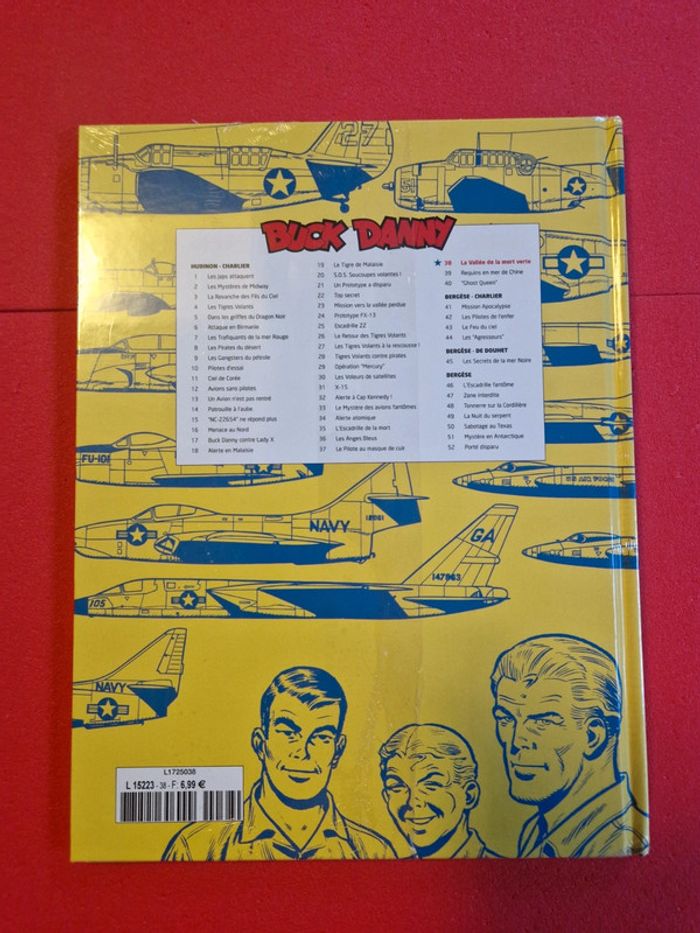 27
51
BUCK DANNY
HUBINON - CHARLIER
1 Les Japs attaquent
2 Les Mystères de Midway
3 La Revanche des Fils du Ciel
4 Les Tigres Volants
5 Dans les griffes du Dragon Noir
6 Attaque en Birmanie
7 Les Trafiquants de la mer Rouge
8 Les Pirates du désert
9 Les Gangsters du pétrole
10 Pilotes d'essai
11 Ciel de Corée
12 Avions sans pilotes
13 Un Avion n'est pas rentré
14 Patrouille à l'aube
15 "NC-22654" ne répond plus
16 Menace au Nord
17 Buck Danny contre Lady X
18 Alerte en Malaisie
19 Le Tigre de Malaisie
20 S.O.S. Soucoupes volantes !
21 Un Prototype a disparu
22 Top secret
23 Mission vers la vallée perdue
24 Prototype FX-13
25 Escadrille ZZ
26 Le Retour des Tigres Volants
27 Les Tigres Volants à la rescousse !
28 Tigres Volants contre pirates
29 Opération "Mercury"
30 Les Voleurs de satellites
31 X-15
32 Alerte à Cap Kennedy !
33 Le Mystère des avions fantômes
34 Alerte atomique
35 L'Escadrille de la mort
36 Les Anges Bleus
37 Le Pilote au masque de cuir
★ 38 La Vallée de la mort verte
39 Requins en mer de Chine
40 "Ghost Queen"
BERGÈSE - CHARLIER
41 Mission Apocalypse
42 Les Pilotes de l'enfer
43 Le Feu du ciel
44 Les "Agresseurs"
BERGÈSE - DE DOUHET
45 Les Secrets de la mer Noire
BERGÈSE
46 L'Escadrille fantôme
47 Zone interdite
48 Tonnerre sur la Cordillère
49 La Nuit du serpent
50 Sabotage au Texas
51 Mystère en Antarctique
52 Porté disparu
FU-101
NAVY
GA
147863
105
NAVY
L1725038
L 15223 - 38 - F: 6,99 €